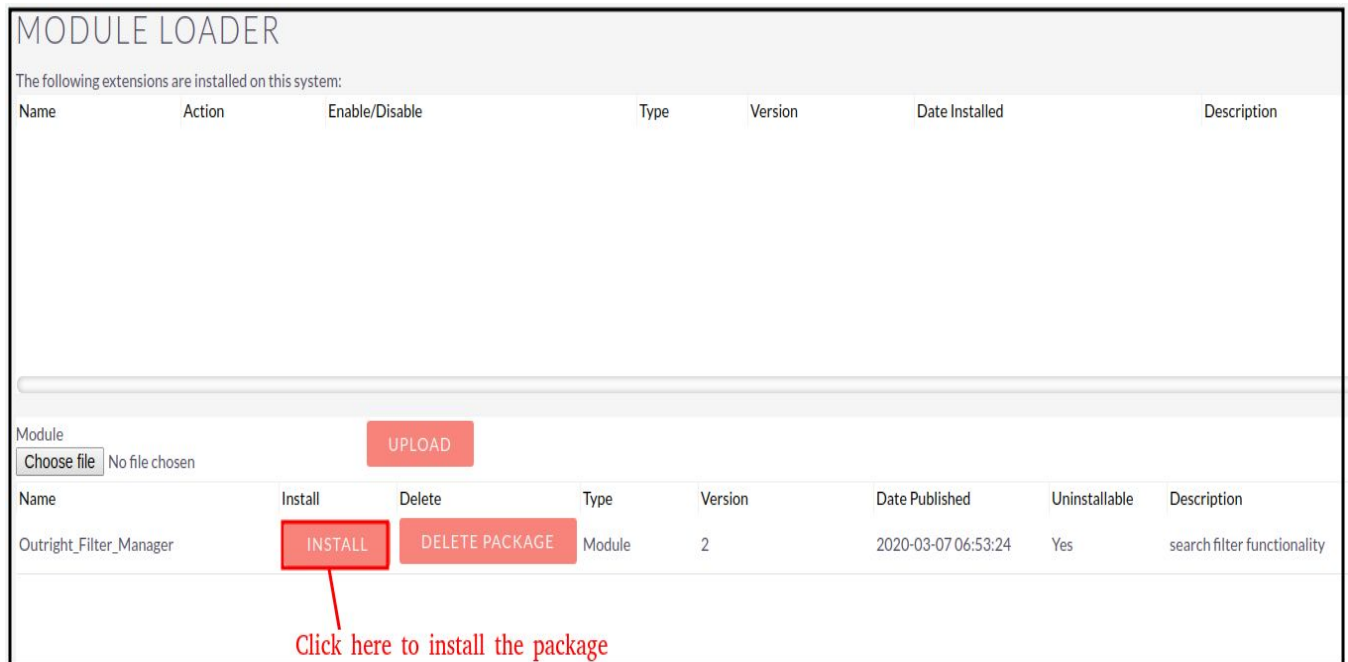 MODULE LOADER
The following extensions are installed on this system:
Name Action Enable/Disable Type Version Date Installed Description
Module
UPLOAD
Choose file No file chosen
Name Install Delete Type Version Date Published Uninstallable Description
Outright_Filter_Manager INSTALL DELETE PACKAGE Module 2 2020-03-07 06:53:24 Yes search filter functionality
Click here to install the package